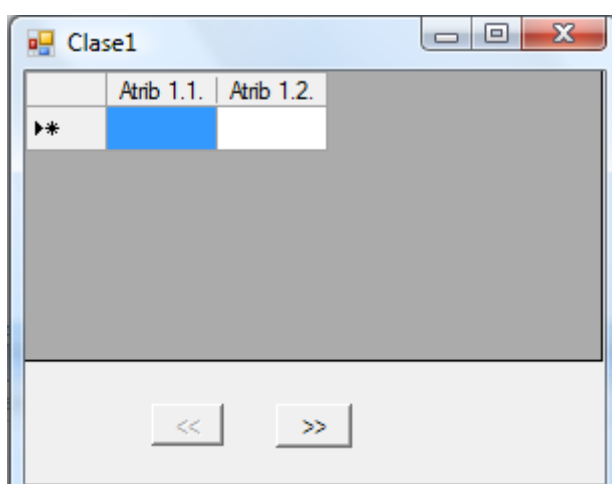 Clase1
Atrib 1.1. Atrib 1.2.
<< >>